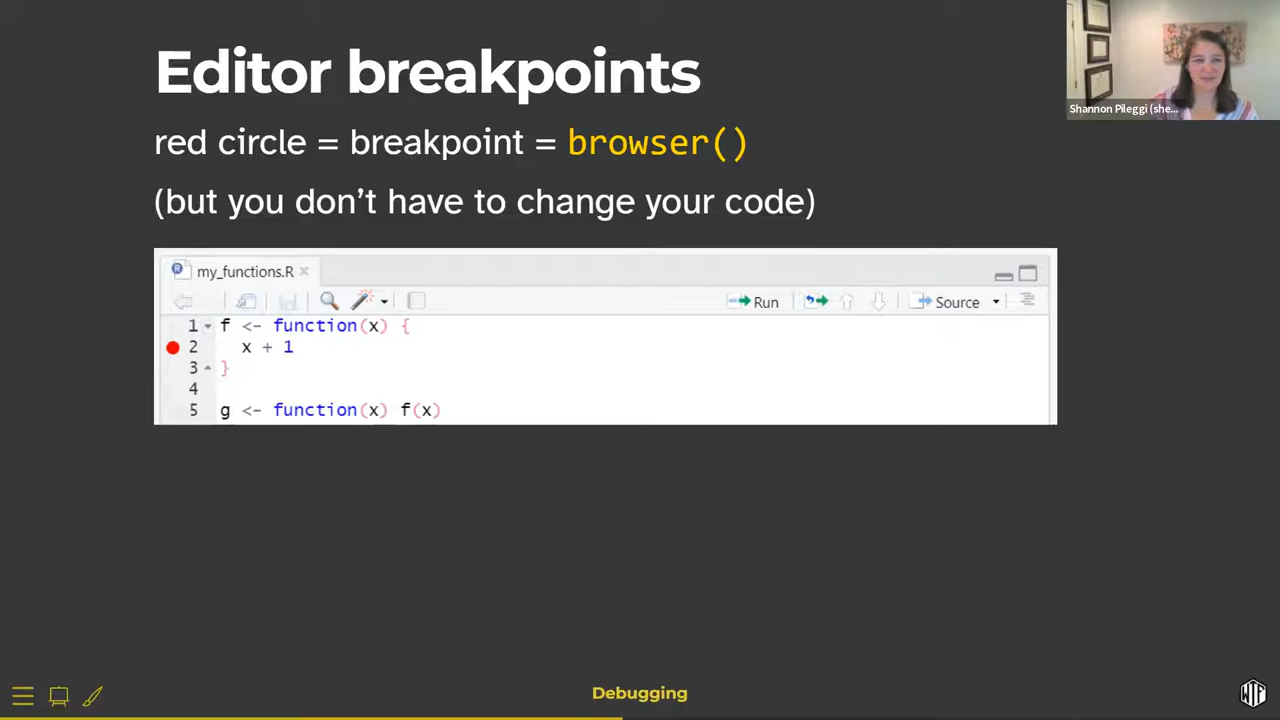 Editor breakpoints
red circle = breakpoint = browser()
(but you don't have to change your code)
Shannon Pileggi (she...
my_functions.R
Run
Source
1 f <- function(x) {
2 x + 1
3 }
4
5 g <- function(x) f(x)
Debugging
WTF